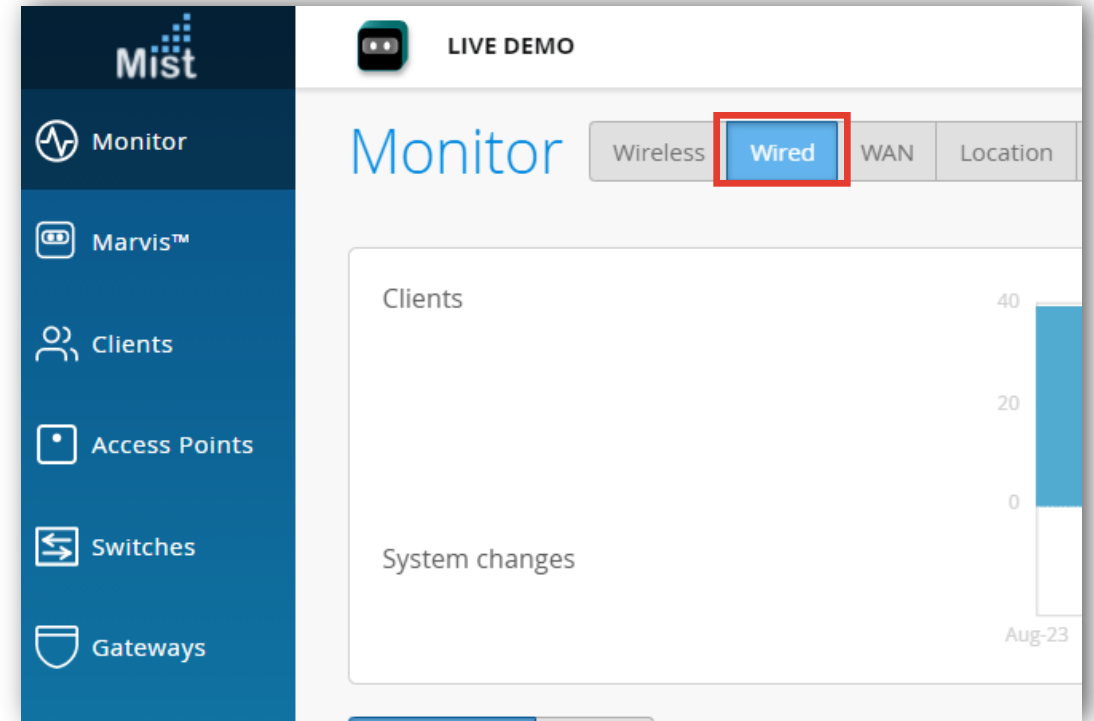 Mist
LIVE DEMO
Monitor
Marvis™
Clients
Access Points
Switches
Gateways
Monitor
Wireless
Wired
WAN
Location
Clients
40
20
0
System changes
Aug-23